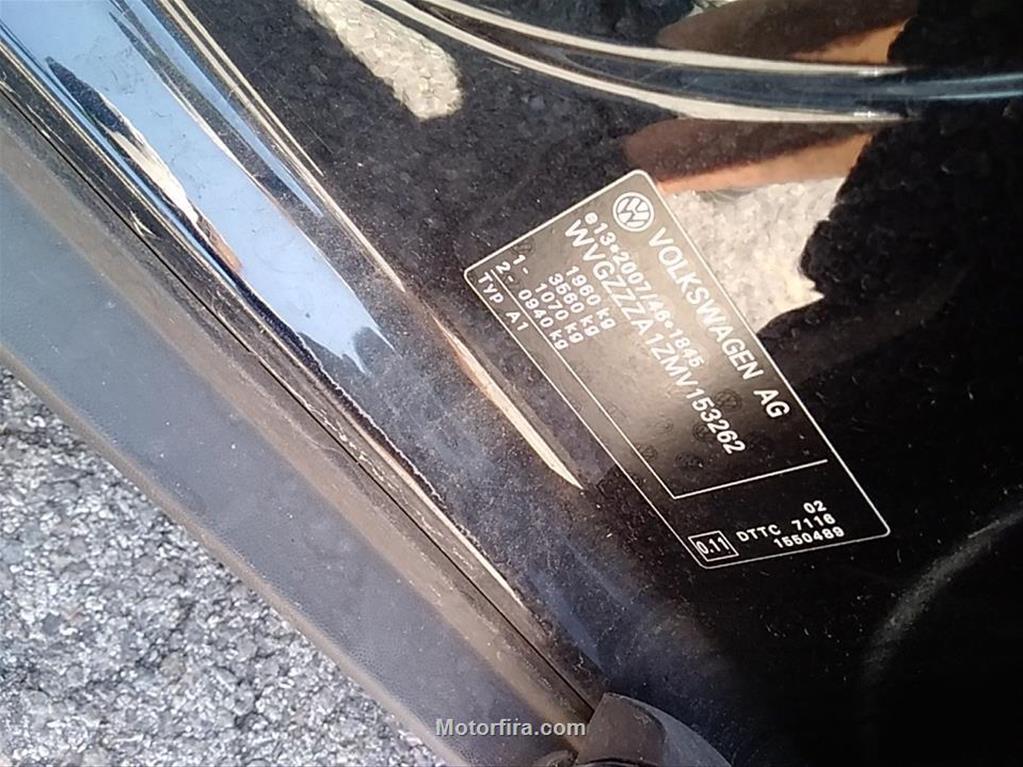 VOLKSWAGEN AG
e13*2007/46*1845
WVGZZZA1ZMV153262
1960 kg
3560 kg
1- 1070 kg
2- 0940 kg
Typ A1
02
DTTC 7116
0.11 1550489
Motorfira.com